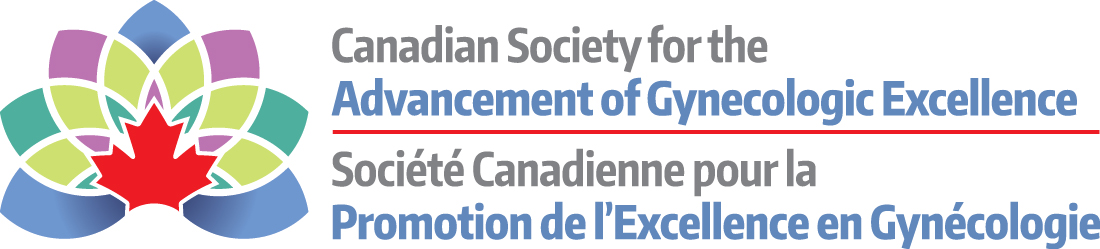 Canadian Society for the
Advancement of Gynecologic Excellence
Société Canadienne pour la
Promotion de l’Excellence en Gynécologie